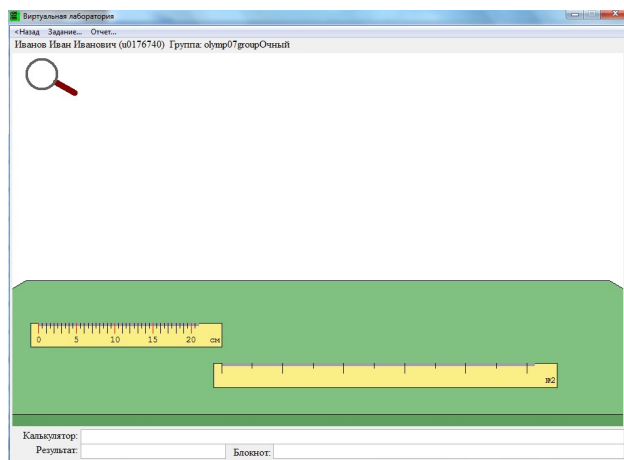 Виртуальная лаборатория
<Назад Задание... Отчет...
Иванов Иван Иванович (u0176740) Группа: olymp07groupОчный
0 5 10 15 20 см
№2
Калькулятор:
Результат: Блокнот: